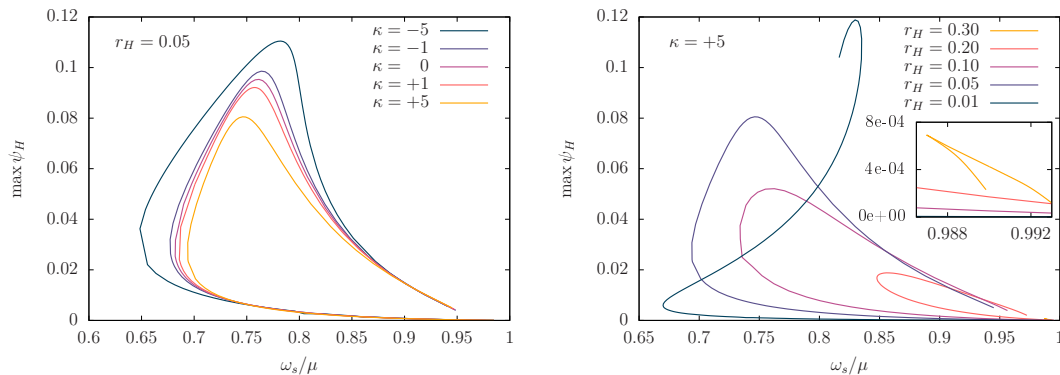 r_H = 0.05
κ = −5
κ = −1
κ = 0
κ = +1
κ = +5
max ψ_H
0.12
0.1
0.08
0.06
0.04
0.02
0
0.6 0.65 0.7 0.75 0.8 0.85 0.9 0.95 1
ω_s/μ
κ = +5
r_H = 0.30
r_H = 0.20
r_H = 0.10
r_H = 0.05
r_H = 0.01
8e-04
4e-04
0e+00
0.988 0.992
max ψ_H
0.12
0.1
0.08
0.06
0.04
0.02
0
0.65 0.7 0.75 0.8 0.85 0.9 0.95 1
ω_s/μ